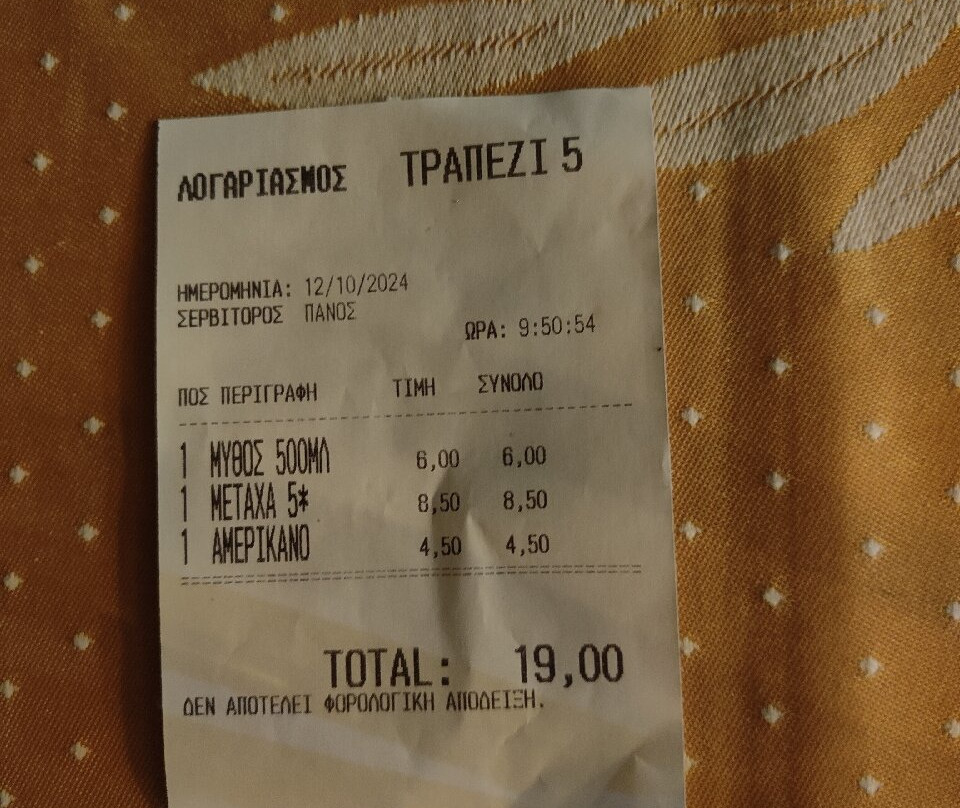 ΛΟΓΑΡΙΑΣΜΟΣ ΤΡΑΠΕΖΙ 5
ΗΜΕΡΟΜΗΝΙΑ: 12/10/2024
ΣΕΡΒΙΤΟΡΟΣ ΠΑΝΟΣ
ΩΡΑ: 9:50:54
ΠΟΣ ΠΕΡΙΓΡΑΦΗ ΤΙΜΗ ΣΥΝΟΛΟ
1 ΜΥΘΟΣ 500ΜΛ 6,00 6,00
1 ΜΕΤΑΧΑ 5* 8,50 8,50
1 ΑΜΕΡΙΚΑΝΟ 4,50 4,50
TOTAL: 19,00
ΔΕΝ ΑΠΟΤΕΛΕΙ ΦΟΡΟΛΟΓΙΚΗ ΑΠΟΔΕΙΞΗ.